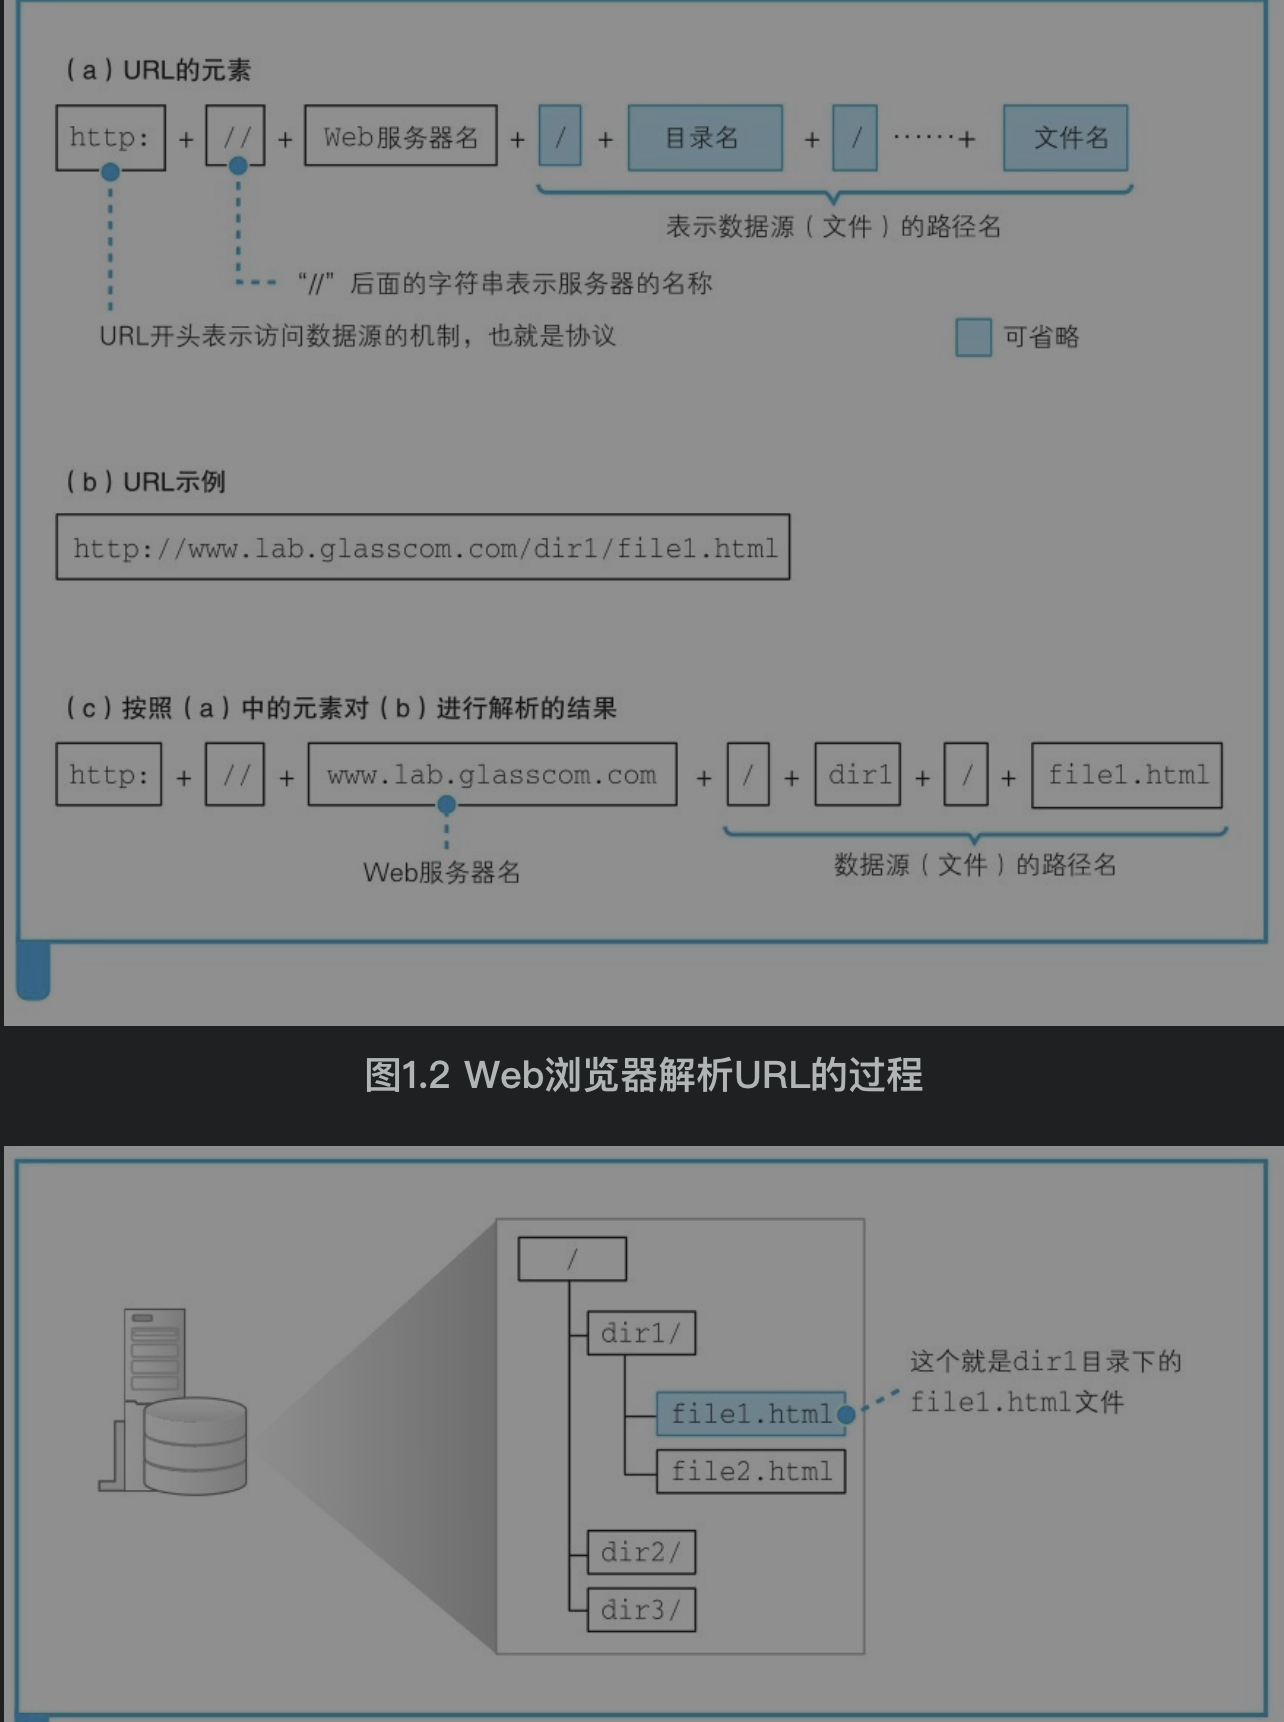 （a）URL的元素
http: + // + Web服务器名 + / + 目录名 + / ……+ 文件名
表示数据源（文件）的路径名
“//”后面的字符串表示服务器的名称
URL开头表示访问数据源的机制，也就是协议
可省略
（b）URL示例
http://www.lab.glasscom.com/dir1/file1.html
（c）按照（a）中的元素对（b）进行解析的结果
http: + // + www.lab.glasscom.com + / + dir1 + / + file1.html
Web服务器名
数据源（文件）的路径名
图1.2 Web浏览器解析URL的过程
/
dir1/
file1.html
file2.html
dir2/
dir3/
这个就是dir1目录下的
file1.html文件